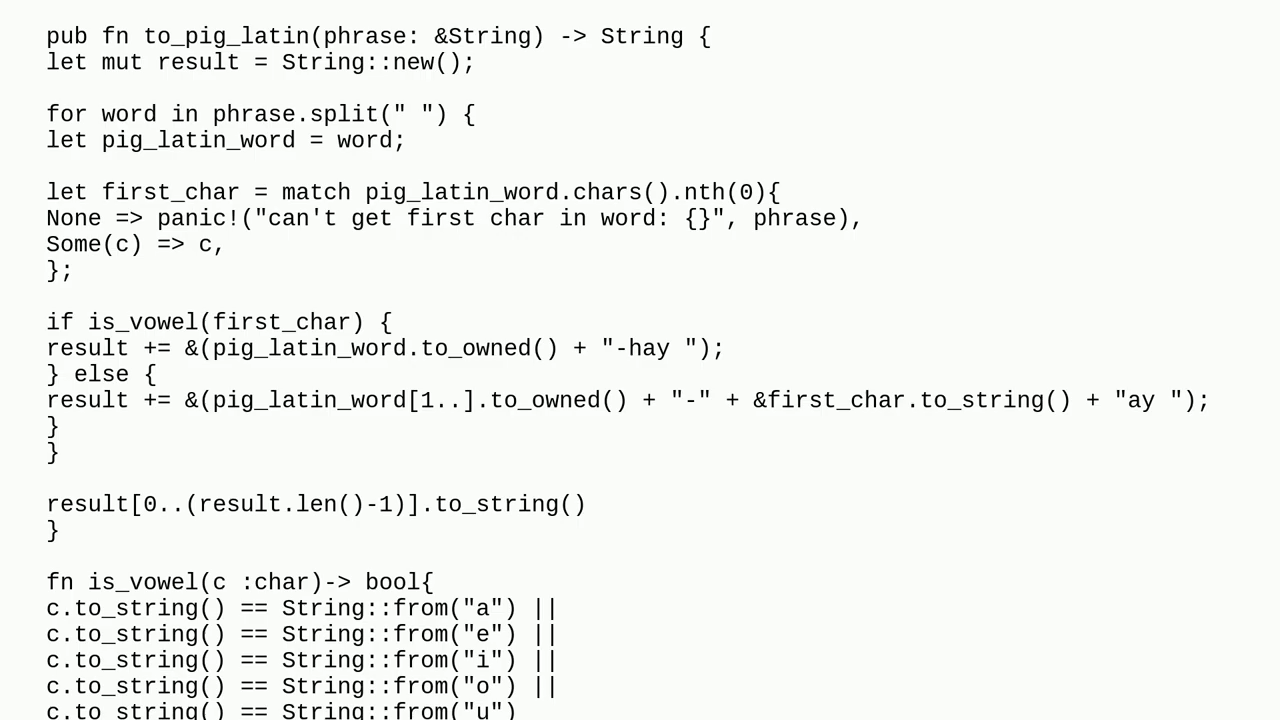 pub fn to_pig_latin(phrase: &String) -> String {
let mut result = String::new();
for word in phrase.split(" ") {
let pig_latin_word = word;
let first_char = match pig_latin_word.chars().nth(0){
None => panic!("can't get first char in word: {}", phrase),
Some(c) => c,
};
if is_vowel(first_char) {
result += &(pig_latin_word.to_owned() + "-hay ");
} else {
result += &(pig_latin_word[1..].to_owned() + "-" + &first_char.to_string() + "ay ");
}
}
result[0..(result.len()-1)].to_string()
}
fn is_vowel(c :char)-> bool{
c.to_string() == String::from("a") ||
c.to_string() == String::from("e") ||
c.to_string() == String::from("i") ||
c.to_string() == String::from("o") ||
c.to_string() == String::from("u")